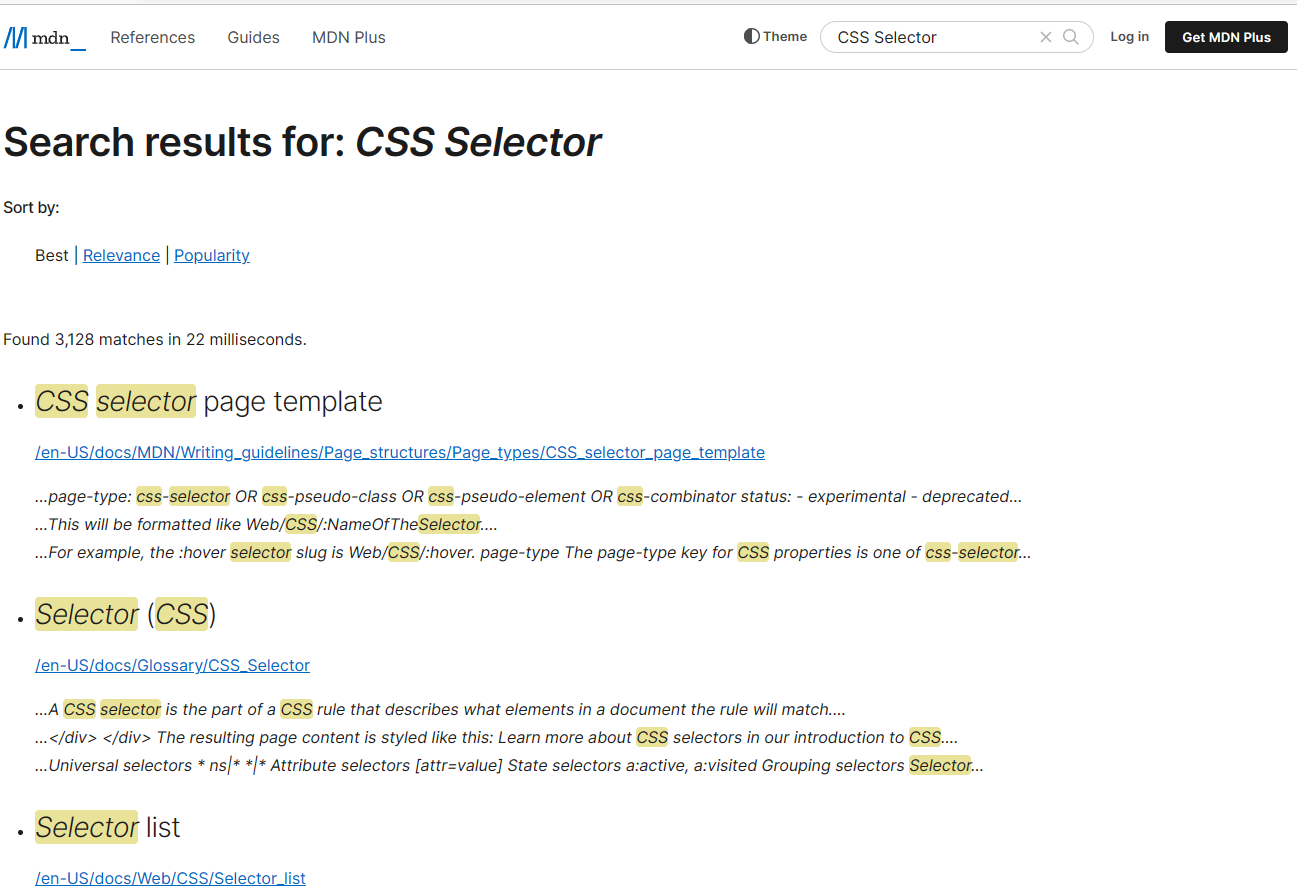 mdn_ References Guides MDN Plus Theme CSS Selector Log in Get MDN Plus
Search results for: CSS Selector
Sort by:
Best | Relevance | Popularity
Found 3,128 matches in 22 milliseconds.
CSS selector page template
/en-US/docs/MDN/Writing_guidelines/Page_structures/Page_types/CSS_selector_page_template
…page-type: css-selector OR css-pseudo-class OR css-pseudo-element OR css-combinator status: - experimental - deprecated…
…This will be formatted like Web/CSS/:NameOfTheSelector.…
…For example, the :hover selector slug is Web/CSS/:hover. page-type The page-type key for CSS properties is one of css-selector…
Selector (CSS)
/en-US/docs/Glossary/CSS_Selector
…A CSS selector is the part of a CSS rule that describes what elements in a document the rule will match.…
…</div> </div> The resulting page content is styled like this: Learn more about CSS selectors in our introduction to CSS.…
…Universal selectors * ns|* *|* Attribute selectors [attr=value] State selectors a:active, a:visited Grouping selectors Selector…
Selector list
/en-US/docs/Web/CSS/Selector_list